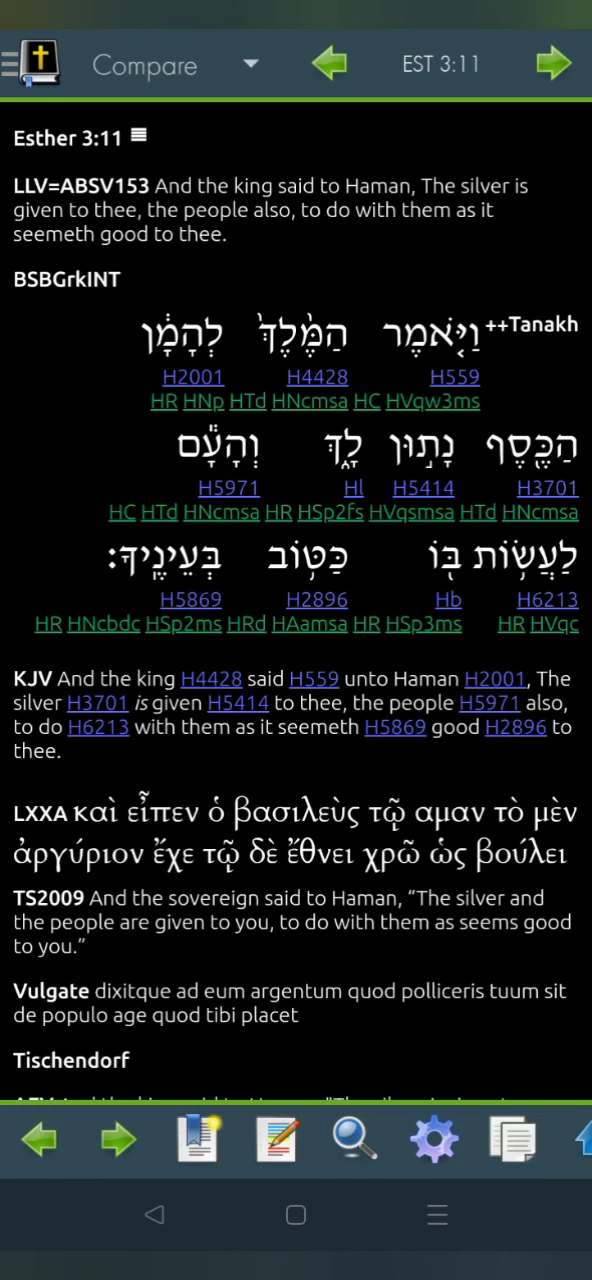 Compare EST 3:11
Esther 3:11
LLV=ABSV153 And the king said to Haman, The silver is
given to thee, the people also, to do with them as it
seemeth good to thee.
BSBGrkINT
++Tanakh וַיֹּ֤אמֶר הַמֶּ֙לֶךְ֙ לְהָמָ֔ן
H2001 H4428 H559
HR HNp HTd HNcmsa HC HVqw3ms
הַכֶּ֖סֶף נָת֣וּן לָ֑ךְ וְהָעָ֕ם
H5971 Hl H5414 H3701
HC HTd HNcmsa HR HSp2fs HVqsmsa HTd HNcmsa
לַעֲשׂ֥וֹת בּ֖וֹ כַּטּ֥וֹב בְּעֵינֶֽיךָ׃
H5869 H2896 Hb H6213
HR HNcbdc HSp2ms HRd HAamsa HR HSp3ms HR HVqc
KJV And the king H4428 said H559 unto Haman H2001, The
silver H3701 is given H5414 to thee, the people H5971 also,
to do H6213 with them as it seemeth H5869 good H2896 to
thee.
LXXA καὶ εἶπεν ὁ βασιλεὺς τῷ αμαν τὸ μὲν
ἀργύριον ἔχε τῷ δὲ ἔθνει χρῶ ὡς βούλει
TS2009 And the sovereign said to Haman, “The silver and
the people are given to you, to do with them as seems good
to you.”
Vulgate dixitque ad eum argentum quod polliceris tuum sit
de populo age quod tibi placet
Tischendorf